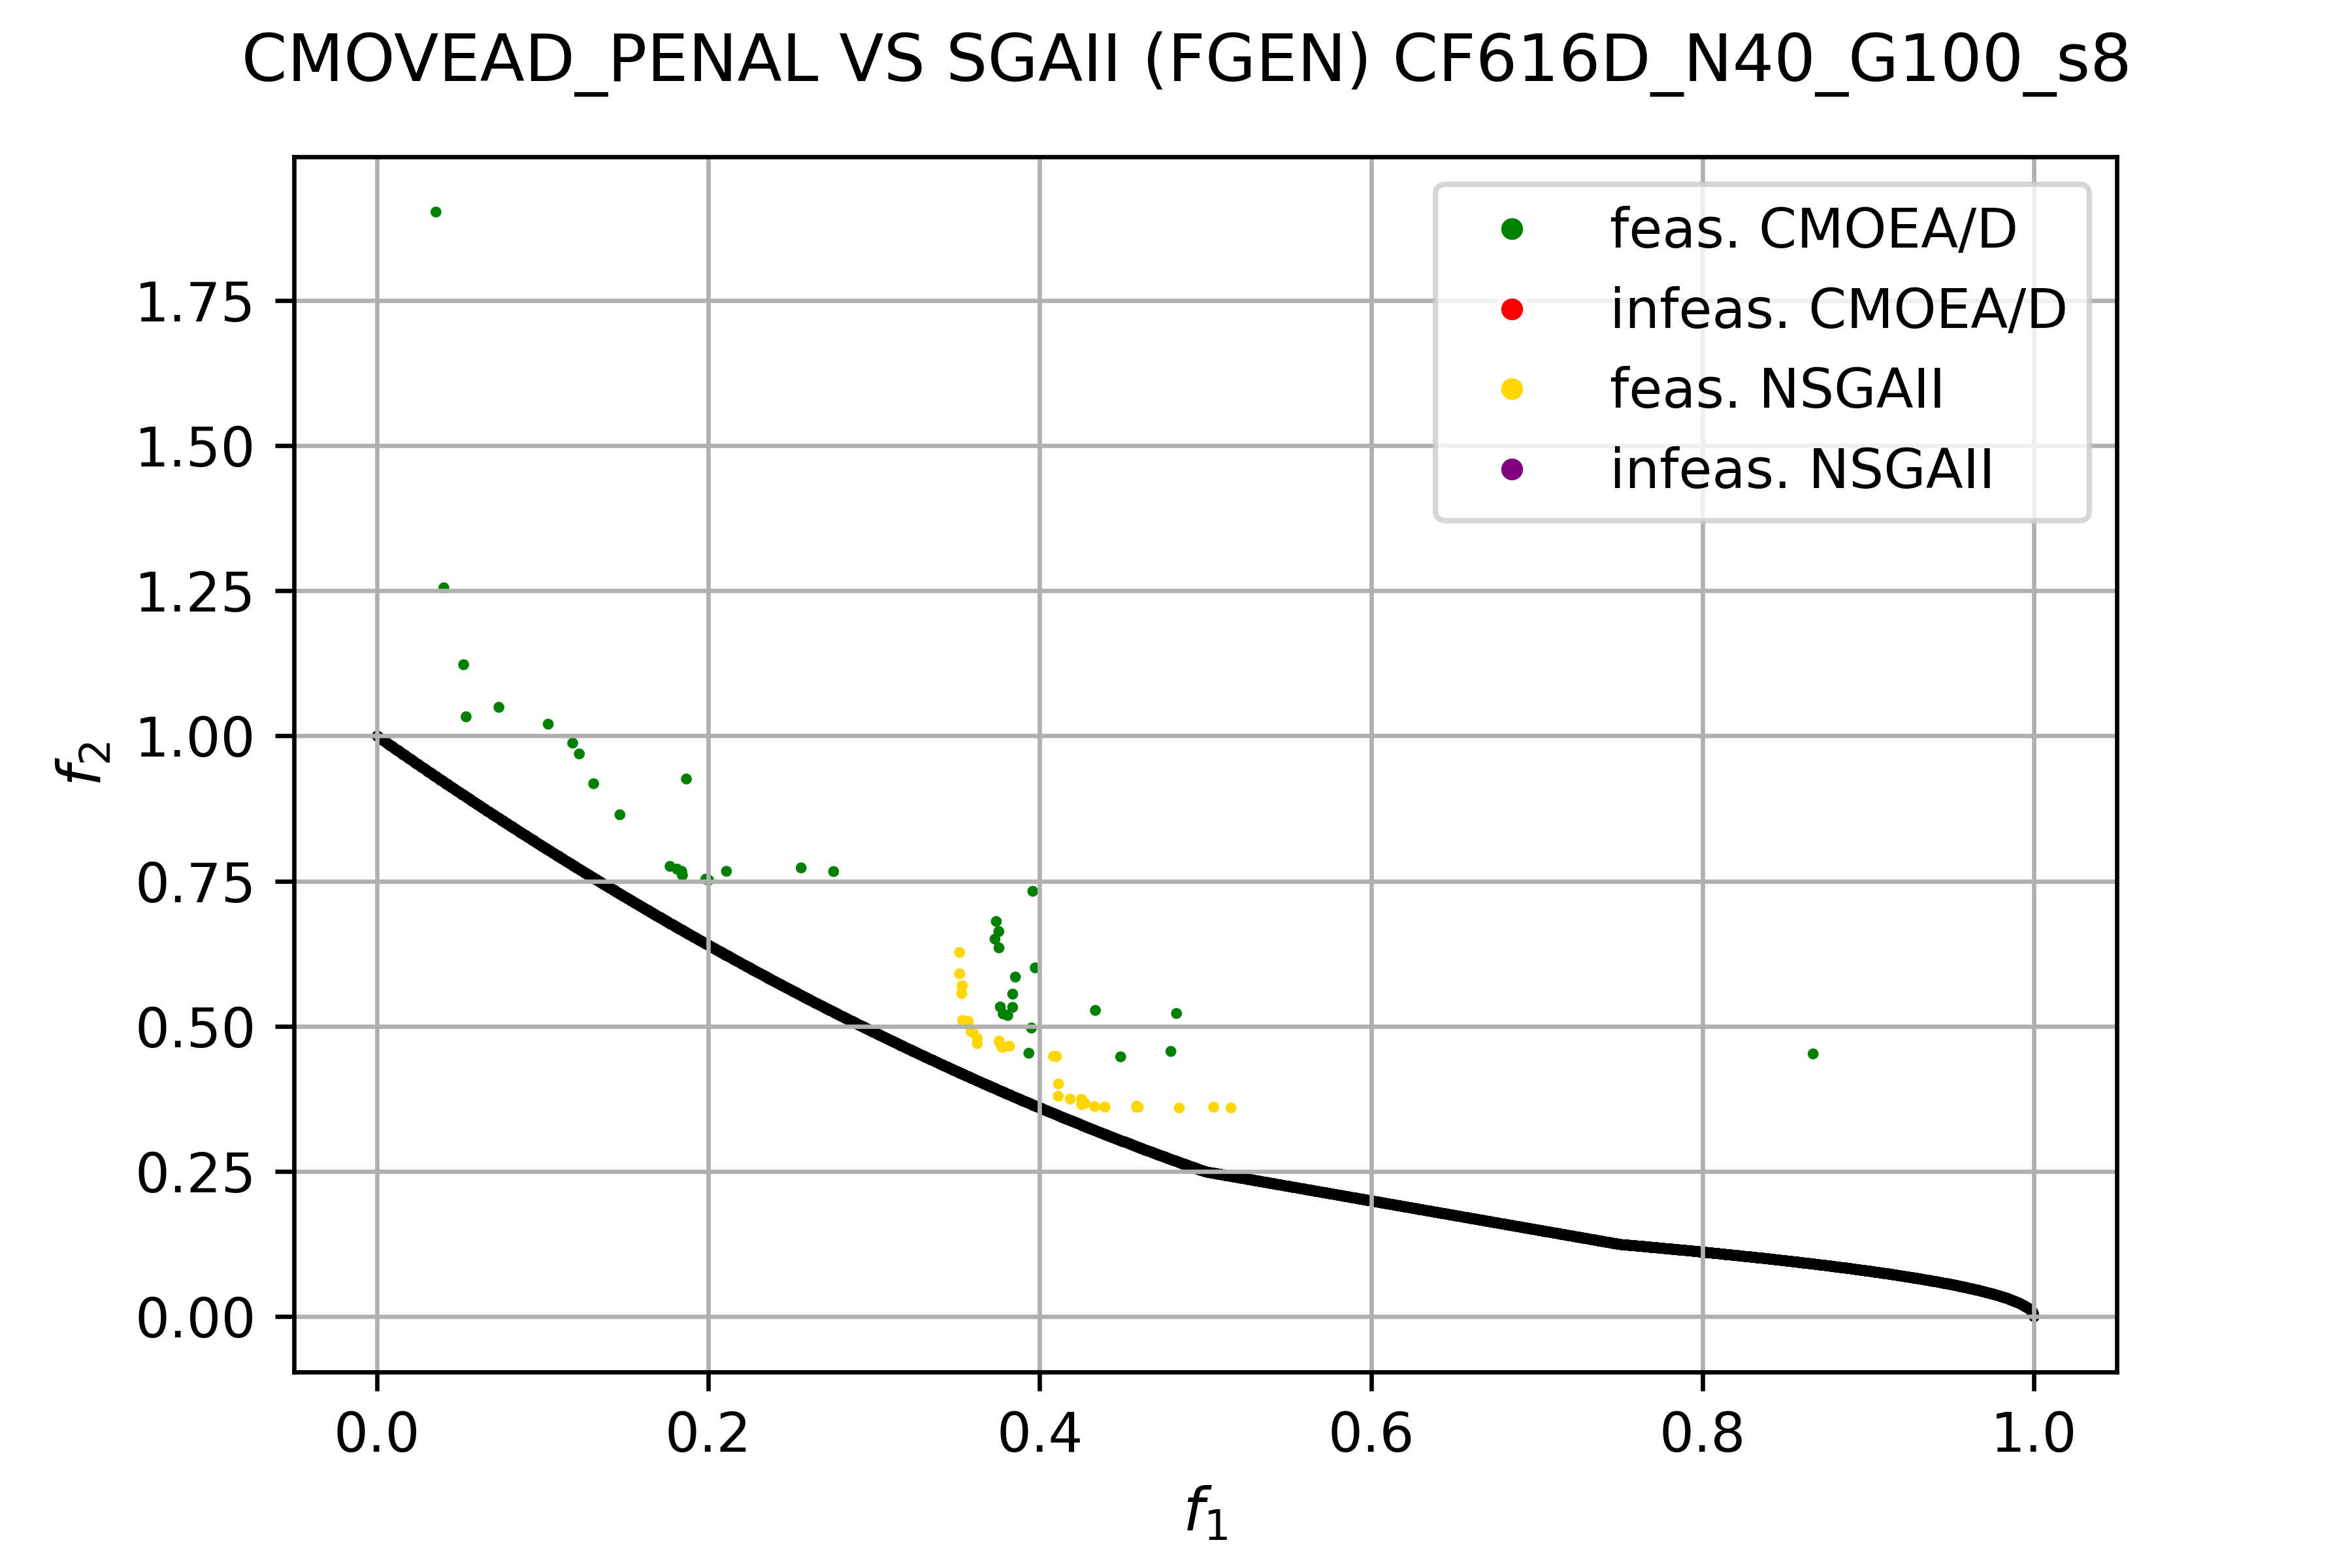 CMOVEAD_PENAL VS SGAII (FGEN) CF616D_N40_G100_s8
feas. CMOEA/D
infeas. CMOEA/D
feas. NSGAII
infeas. NSGAII
1.75
1.50
1.25
1.00
0.75
0.50
0.25
0.00
f2
0.0 0.2 0.4 0.6 0.8 1.0
f1